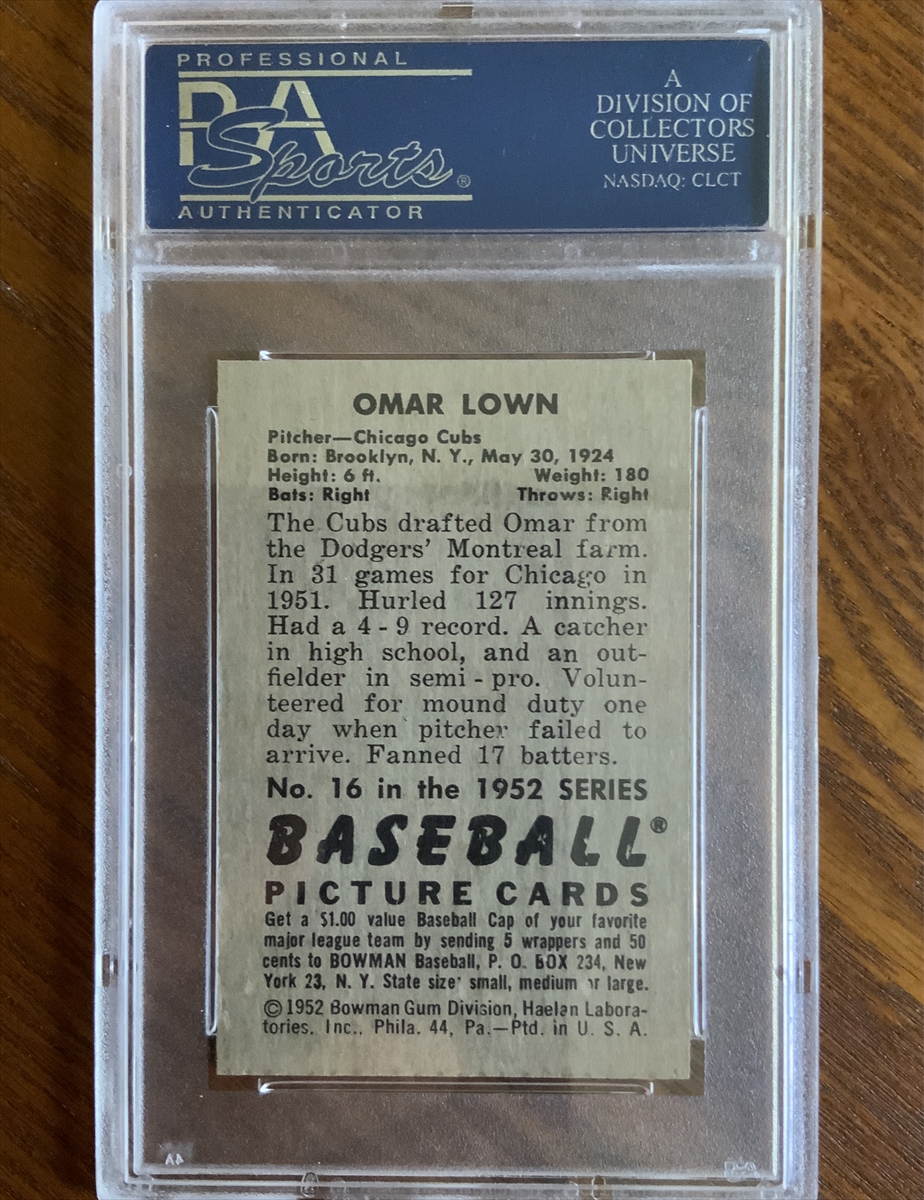 PROFESSIONAL
PSA
Sports®
AUTHENTICATOR
A
DIVISION OF
COLLECTORS
UNIVERSE
NASDAQ: CLCT
OMAR LOWN
Pitcher—Chicago Cubs
Born: Brooklyn, N. Y., May 30, 1924
Height: 6 ft. Weight: 180
Bats: Right Throws: Right
The Cubs drafted Omar from
the Dodgers' Montreal farm.
In 31 games for Chicago in
1951. Hurled 127 innings.
Had a 4 - 9 record. A catcher
in high school, and an out-
fielder in semi - pro. Volun-
teered for mound duty one
day when pitcher failed to
arrive. Fanned 17 batters.
No. 16 in the 1952 SERIES
BASEBALL®
PICTURE CARDS
Get a $1.00 value Baseball Cap of your favorite
major league team by sending 5 wrappers and 50
cents to BOWMAN Baseball, P. O. BOX 234, New
York 23, N. Y. State size: small, medium or large.
©1952 Bowman Gum Division, Haelan Labora-
tories, Inc., Phila. 44, Pa.—Ptd. in U. S. A.